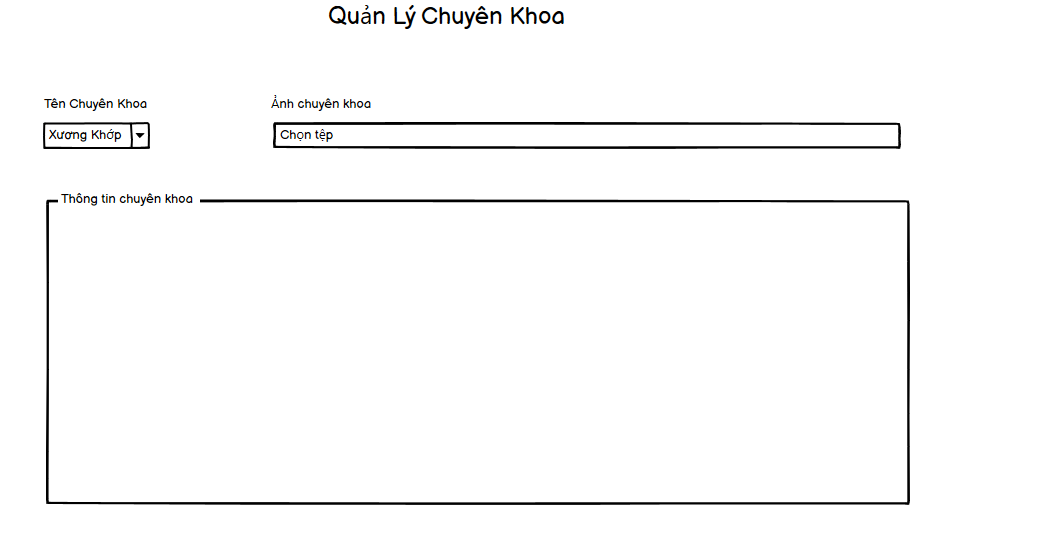 Quản Lý Chuyên Khoa
Tên Chuyên Khoa
Ảnh chuyên khoa
Xương Khớp
Chọn tệp
Thông tin chuyên khoa